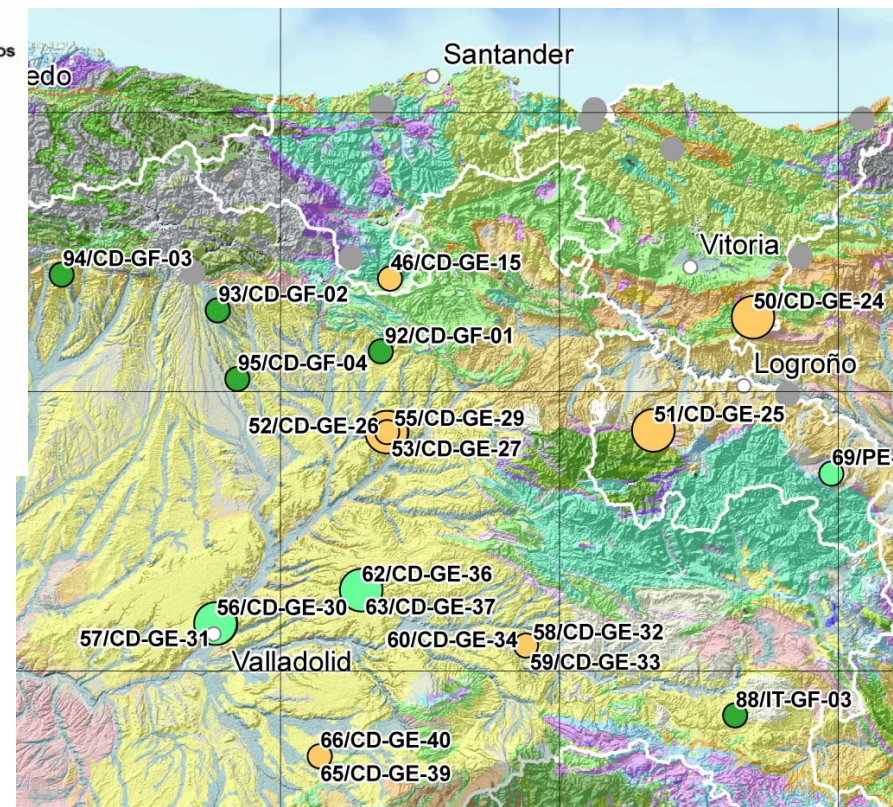 os
Santander
edo
Vitoria
94/CD-GF-03
46/CD-GE-15
93/CD-GF-02
50/CD-GE-24
92/CD-GF-01
95/CD-GF-04
Logroño
55/CD-GE-29
52/CD-GE-26
51/CD-GE-25
53/CD-GE-27
69/PE-
62/CD-GE-36
56/CD-GE-30
63/CD-GE-37
58/CD-GE-32
57/CD-GE-31
60/CD-GE-34
Valladolid
59/CD-GE-33
88/IT-GF-03
66/CD-GE-40
65/CD-GE-39